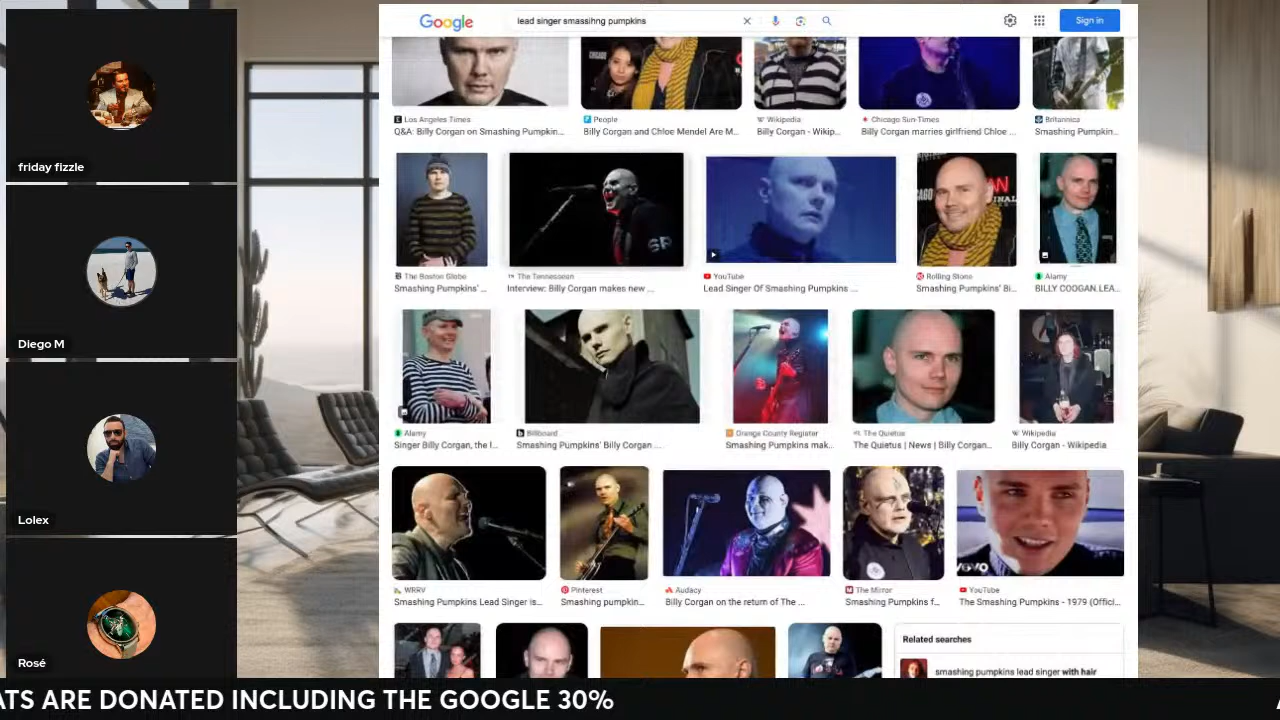 Google
lead singer smassihng pumpkins
Sign in
Los Angeles Times
Q&A: Billy Corgan on Smashing Pumpkin...
People
Billy Corgan and Chloe Mendel Are M...
Wikipedia
Billy Corgan - Wikip...
Chicago Sun-Times
Billy Corgan marries girlfriend Chloe ...
Britannica
Smashing Pumpkin...
friday fizzle
The Boston Globe
Smashing Pumpkins' ...
The Tennessean
Interview: Billy Corgan makes new ...
YouTube
Lead Singer Of Smashing Pumpkins ...
Rolling Stone
Smashing Pumpkins' Bi...
Alamy
BILLY COOGAN.LEA...
Diego M
Alamy
Singer Billy Corgan, the l...
Billboard
Smashing Pumpkins' Billy Corgan ...
Orange County Register
Smashing Pumpkins mak...
The Quietus
The Quietus | News | Billy Corgan...
Wikipedia
Billy Corgan - Wikipedia
Lolex
vevo
WRRV
Smashing Pumpkins Lead Singer is...
Pinterest
Smashing pumpkin...
Audacy
Billy Corgan on the return of The ...
The Mirror
Smashing Pumpkins f...
YouTube
The Smashing Pumpkins - 1979 (Offici...
Related searches
smashing pumpkins lead singer with hair
Rosé
ATS ARE DONATED INCLUDING THE GOOGLE 30%